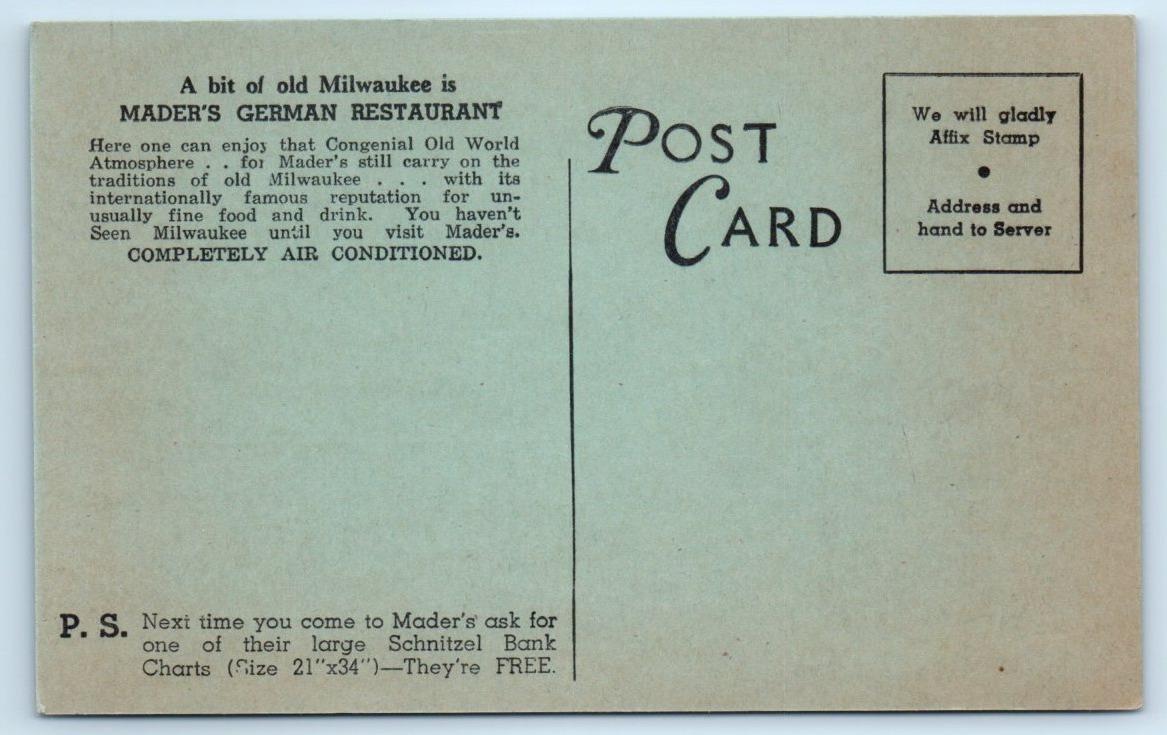 A bit of old Milwaukee is
MADER'S GERMAN RESTAURANT
Here one can enjoy that Congenial Old World
Atmosphere . . for Mader's still carry on the
traditions of old Milwaukee . . . with its
internationally famous reputation for un-
usually fine food and drink. You haven't
Seen Milwaukee until you visit Mader's.
COMPLETELY AIR CONDITIONED.
P. S. Next time you come to Mader's ask for
one of their large Schnitzel Bank
Charts (Size 21"x34")—They're FREE.
POST
CARD
We will gladly
Affix Stamp
•
Address and
hand to Server